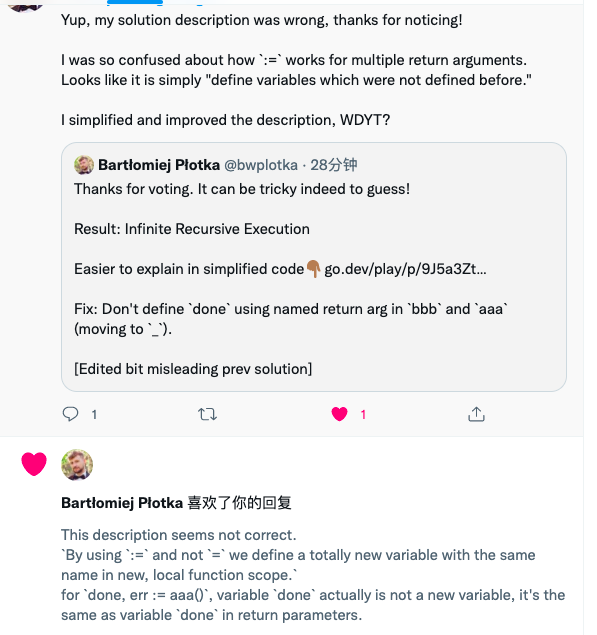 Yup, my solution description was wrong, thanks for noticing!
I was so confused about how `:=` works for multiple return arguments.
Looks like it is simply "define variables which were not defined before."
I simplified and improved the description, WDYT?
Bartłomiej Płotka @bwplotka · 28分钟
Thanks for voting. It can be tricky indeed to guess!
Result: Infinite Recursive Execution
Easier to explain in simplified code👇🏽 go.dev/play/p/9J5a3Zt…
Fix: Don't define `done` using named return arg in `bbb` and `aaa`
(moving to `_`).
[Edited bit misleading prev solution]
1
1
Bartłomiej Płotka 喜欢了你的回复
This description seems not correct.
`By using `:=` and not `=` we define a totally new variable with the same
name in new, local function scope.`
for `done, err := aaa()`, variable `done` actually is not a new variable, it's the
same as variable `done` in return parameters.